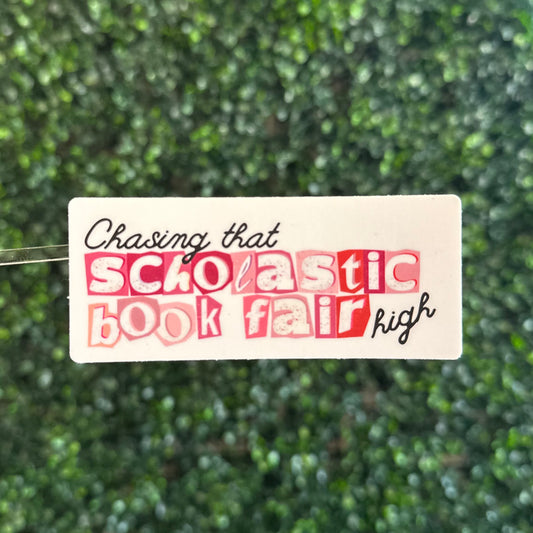 Chasing that
scholastic
book fair high